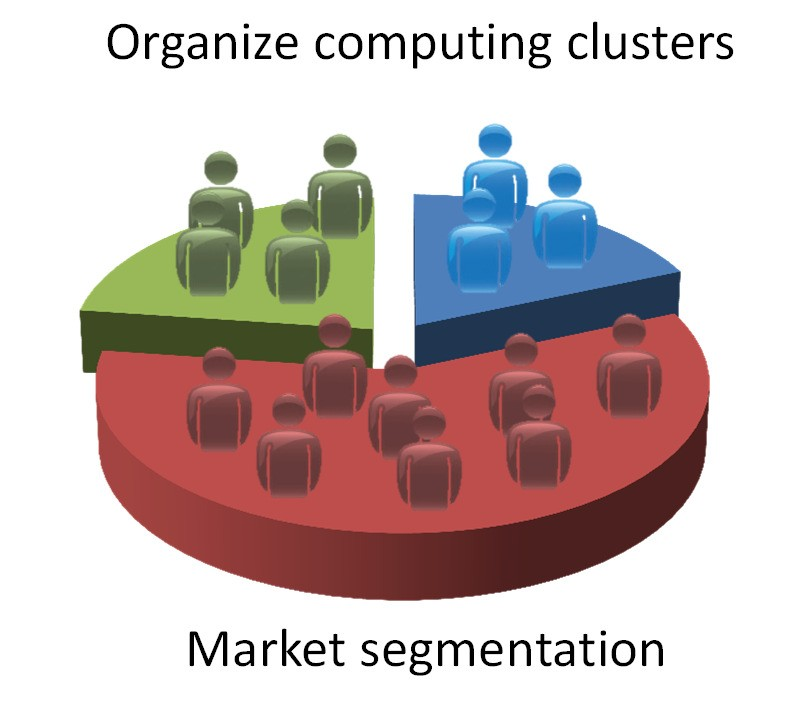 Organize computing clusters
Market segmentation